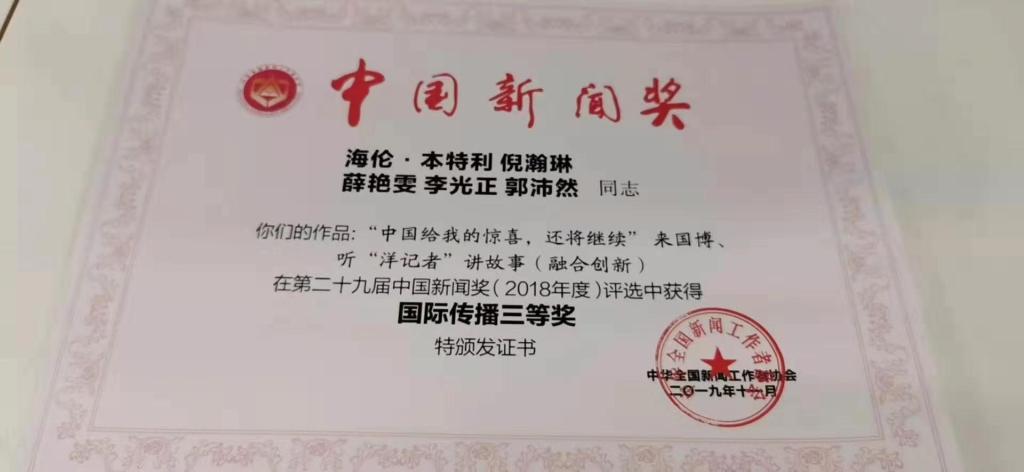 中国新闻奖
海伦·本特利 倪瀚琳
薛艳雯 李光正 郭沛然 同志
你们的作品:“中国给我的惊喜,还将继续” 来国博、
听“洋记者”讲故事(融合创新)
在第二十九届中国新闻奖(2018年度)评选中获得
国际传播三等奖
特颁发证书
中华全国新闻工作者协会
二〇一九年十一月